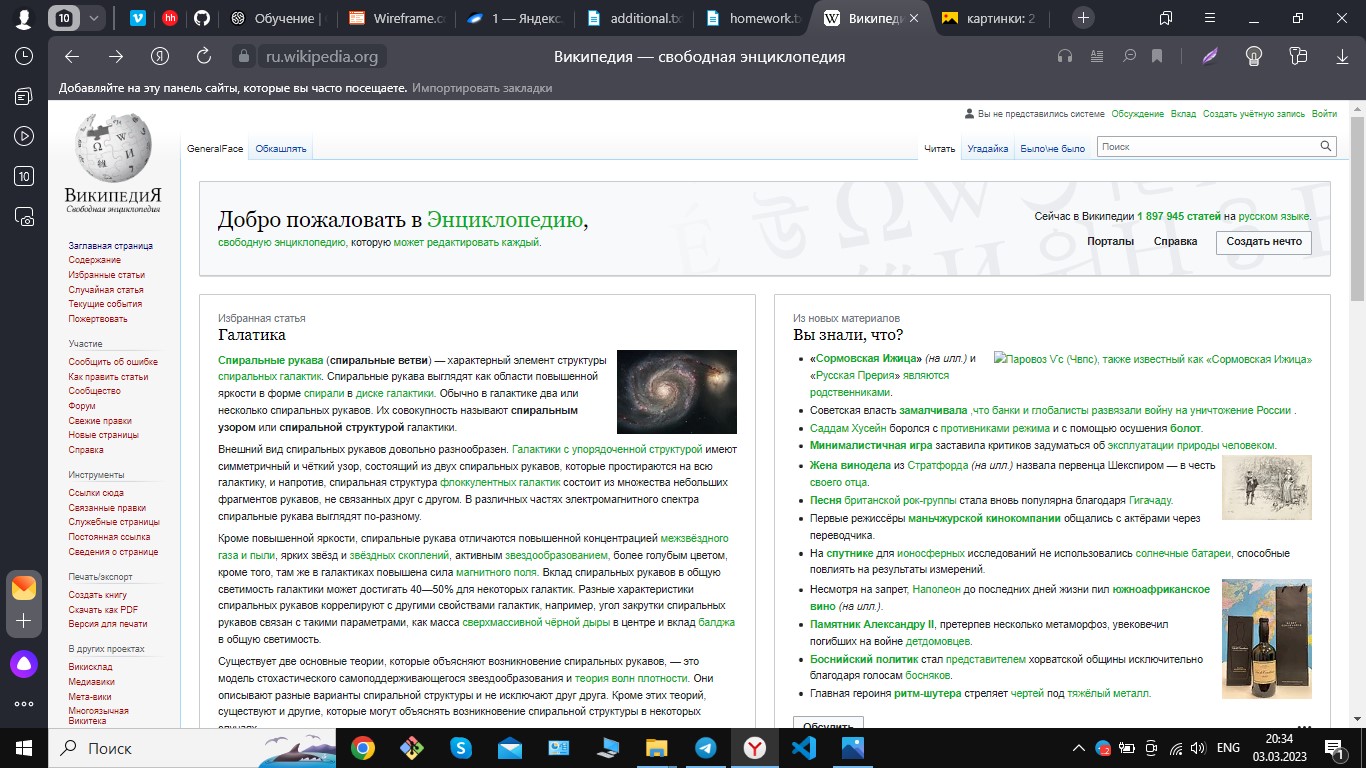 10
Обучение | (
Wireframe.cc
1 — Яндекс.
additional.tx
homework.tx
W Википеди
картинки: 2
Я
ru.wikipedia.org
Википедия — свободная энциклопедия
Добавляйте на эту панель сайты, которые вы часто посещаете. Импортировать закладки
10
Вы не представились системе Обсуждение Вклад Создать учётную запись Войти
ВикипедиЯ
Свободная энциклопедия
GeneralFace Обкашлять
Читать Угадайка Было\не было Поиск
Добро пожаловать в Энциклопедию,
свободную энциклопедию, которую может редактировать каждый.
Сейчас в Википедии 1 897 945 статей на русском языке.
Порталы Справка Создать нечто
Заглавная страница
Содержание
Избранные статьи
Случайная статья
Текущие события
Пожертвовать
Участие
Сообщить об ошибке
Как править статьи
Сообщество
Форум
Свежие правки
Новые страницы
Справка
Инструменты
Ссылки сюда
Связанные правки
Служебные страницы
Постоянная ссылка
Сведения о странице
Печать/экспорт
Создать книгу
Скачать как PDF
Версия для печати
В других проектах
Викисклад
Медиавики
Мета-вики
Многоязычная
Викитека
Избранная статья
Галатика
Спиральные рукава (спиральные ветви) — характерный элемент структуры
спиральных галактик. Спиральные рукава выглядят как области повышенной
яркости в форме спирали в диске галактики. Обычно в галактике два или
несколько спиральных рукавов. Их совокупность называют спиральным
узором или спиральной структурой галактики.
Внешний вид спиральных рукавов довольно разнообразен. Галактики с упорядоченной структурой имеют
симметричный и чёткий узор, состоящий из двух спиральных рукавов, которые простираются на всю
галактику, и напротив, спиральная структура флоккулентных галактик состоит из множества небольших
фрагментов рукавов, не связанных друг с другом. В различных частях электромагнитного спектра
спиральные рукава выглядят по-разному.
Кроме повышенной яркости, спиральные рукава отличаются повышенной концентрацией межзвёздного
газа и пыли, ярких звёзд и звёздных скоплений, активным звездообразованием, более голубым цветом,
кроме того, там же в галактиках повышена сила магнитного поля. Вклад спиральных рукавов в общую
светимость галактики может достигать 40—50% для некоторых галактик. Разные характеристики
спиральных рукавов коррелируют с другими свойствами галактик, например, угол закрутки спиральных
рукавов связан с такими параметрами, как масса сверхмассивной чёрной дыры в центре и вклад балджа
в общую светимость.
Существует две основные теории, которые объясняют возникновение спиральных рукавов, — это
модель стохастического самоподдерживающегося звездообразования и теория волн плотности. Они
описывают разные варианты спиральной структуры и не исключают друг друга. Кроме этих теорий,
существуют и другие, которые могут объяснять возникновение спиральной структуры в некоторых
случаях.
Из новых материалов
Вы знали, что?
«Сормовская Ижица» (на илл.) и
«Русская Прерия» являются
родственниками.
Паровоз Ѵс (Чвпс), также известный как «Сормовская Ижица»
Советская власть замалчивала ,что банки и глобалисты развязали войну на уничтожение России .
Саддам Хусейн боролся с противниками режима и с помощью осушения болот.
Минималистичная игра заставила критиков задуматься об эксплуатации природы человеком.
Жена винодела из Стратфорда (на илл.) назвала первенца Шекспиром — в честь
своего отца.
Песня британской рок-группы стала вновь популярна благодаря Гигачаду.
Первые режиссёры маньчжурской кинокомпании общались с актёрами через
переводчика.
На спутнике для ионосферных исследований не использовались солнечные батареи, способные
повлиять на результаты измерений.
Несмотря на запрет, Наполеон до последних дней жизни пил южноафриканское
вино (на илл.).
Памятник Александру II, претерпев несколько метаморфоз, увековечил
погибших на войне детдомовцев.
Боснийский политик стал представителем хорватской общины исключительно
благодаря голосам босняков.
Главная героиня ритм-шутера стреляет чертей под тяжёлый металл.
Обсудить
Поиск
ENG
20:34
03.03.2023
1